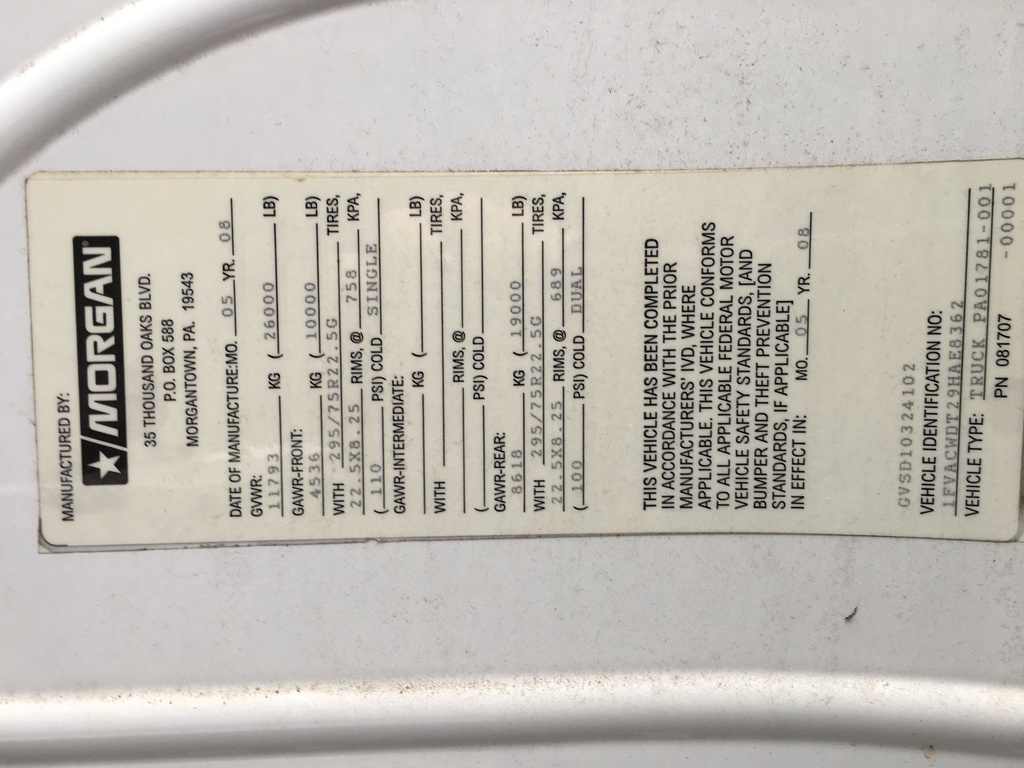 MANUFACTURED BY:
MORGAN®
35 THOUSAND OAKS BLVD.
P.O. BOX 588
MORGANTOWN, PA. 19543
DATE OF MANUFACTURE:MO. 05 YR. 08
GVWR:
11793 KG ( 26000 LB)
GAWR-FRONT:
4536 KG ( 10000 LB)
WITH 295/75R22.5G TIRES,
22.5X8.25 RIMS, @ 758 KPA,
( 110 PSI) COLD SINGLE
GAWR-INTERMEDIATE:
KG ( LB)
WITH TIRES,
RIMS, @ KPA,
( PSI) COLD
GAWR-REAR:
8618 KG ( 19000 LB)
WITH 295/75R22.5G TIRES,
22.5X8.25 RIMS, @ 689 KPA,
( 100 PSI) COLD DUAL
THIS VEHICLE HAS BEEN COMPLETED
IN ACCORDANCE WITH THE PRIOR
MANUFACTURERS' IVD, WHERE
APPLICABLE. THIS VEHICLE CONFORMS
TO ALL APPLICABLE FEDERAL MOTOR
VEHICLE SAFETY STANDARDS, [AND
BUMPER AND THEFT PREVENTION
STANDARDS, IF APPLICABLE]
IN EFFECT IN: MO. 05 YR. 08
GVSD10324102
VEHICLE IDENTIFICATION NO:
1FVACWDT29HAE8362
VEHICLE TYPE: TRUCK PA01781-001
PN 081707 -00001